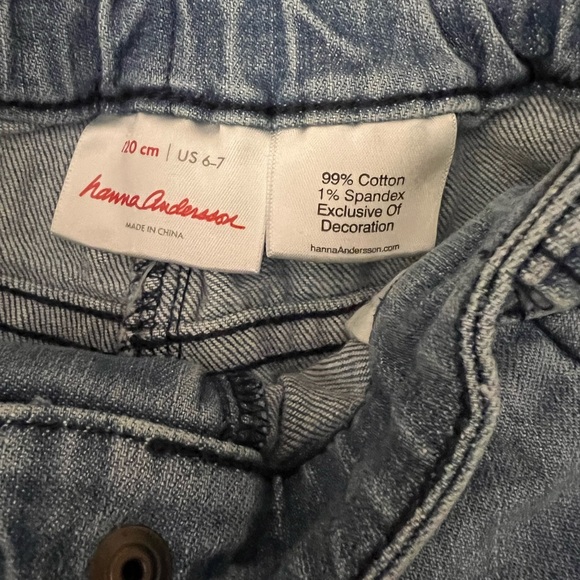 120 cm | US 6-7
hanna Andersson
MADE IN CHINA
99% Cotton
1% Spandex
Exclusive Of
Decoration
hannaAndersson.com